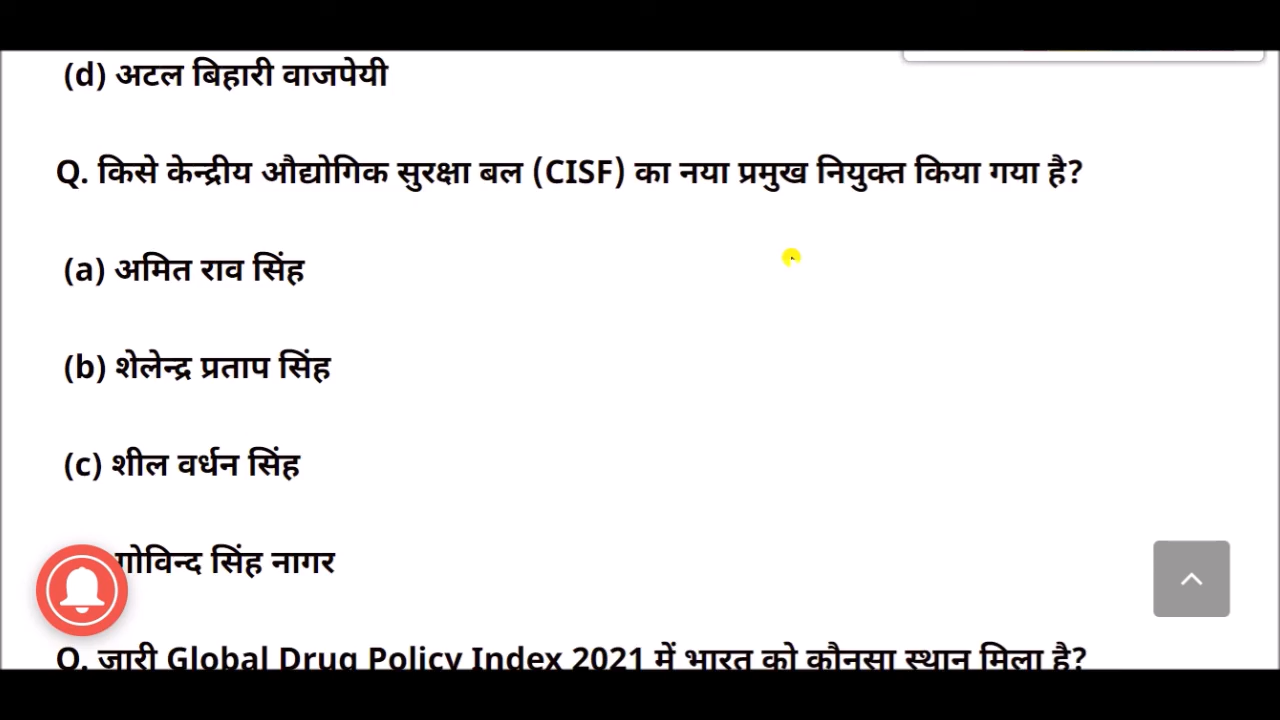 (d) अटल बिहारी वाजपेयी
Q. किसे केन्द्रीय औद्योगिक सुरक्षा बल (CISF) का नया प्रमुख नियुक्त किया गया है?
(a) अमित राव सिंह
(b) शेलेन्द्र प्रताप सिंह
(c) शील वर्धन सिंह
गोविन्द सिंह नागर
Q. जारी Global Drug Policy Index 2021 में भारत को कौनसा स्थान मिला है?